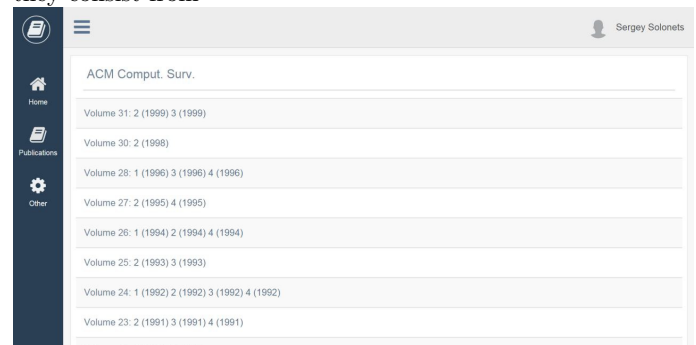 they consist from
Sergey Solonets
ACM Comput. Surv.
Home
Volume 31: 2 (1999) 3 (1999)
Volume 30: 2 (1998)
Publications
Volume 28: 1 (1996) 3 (1996) 4 (1996)
Other
Volume 27: 2 (1995) 4 (1995)
Volume 26: 1 (1994) 2 (1994) 4 (1994)
Volume 25: 2 (1993) 3 (1993)
Volume 24: 1 (1992) 2 (1992) 3 (1992) 4 (1992)
Volume 23: 2 (1991) 3 (1991) 4 (1991)